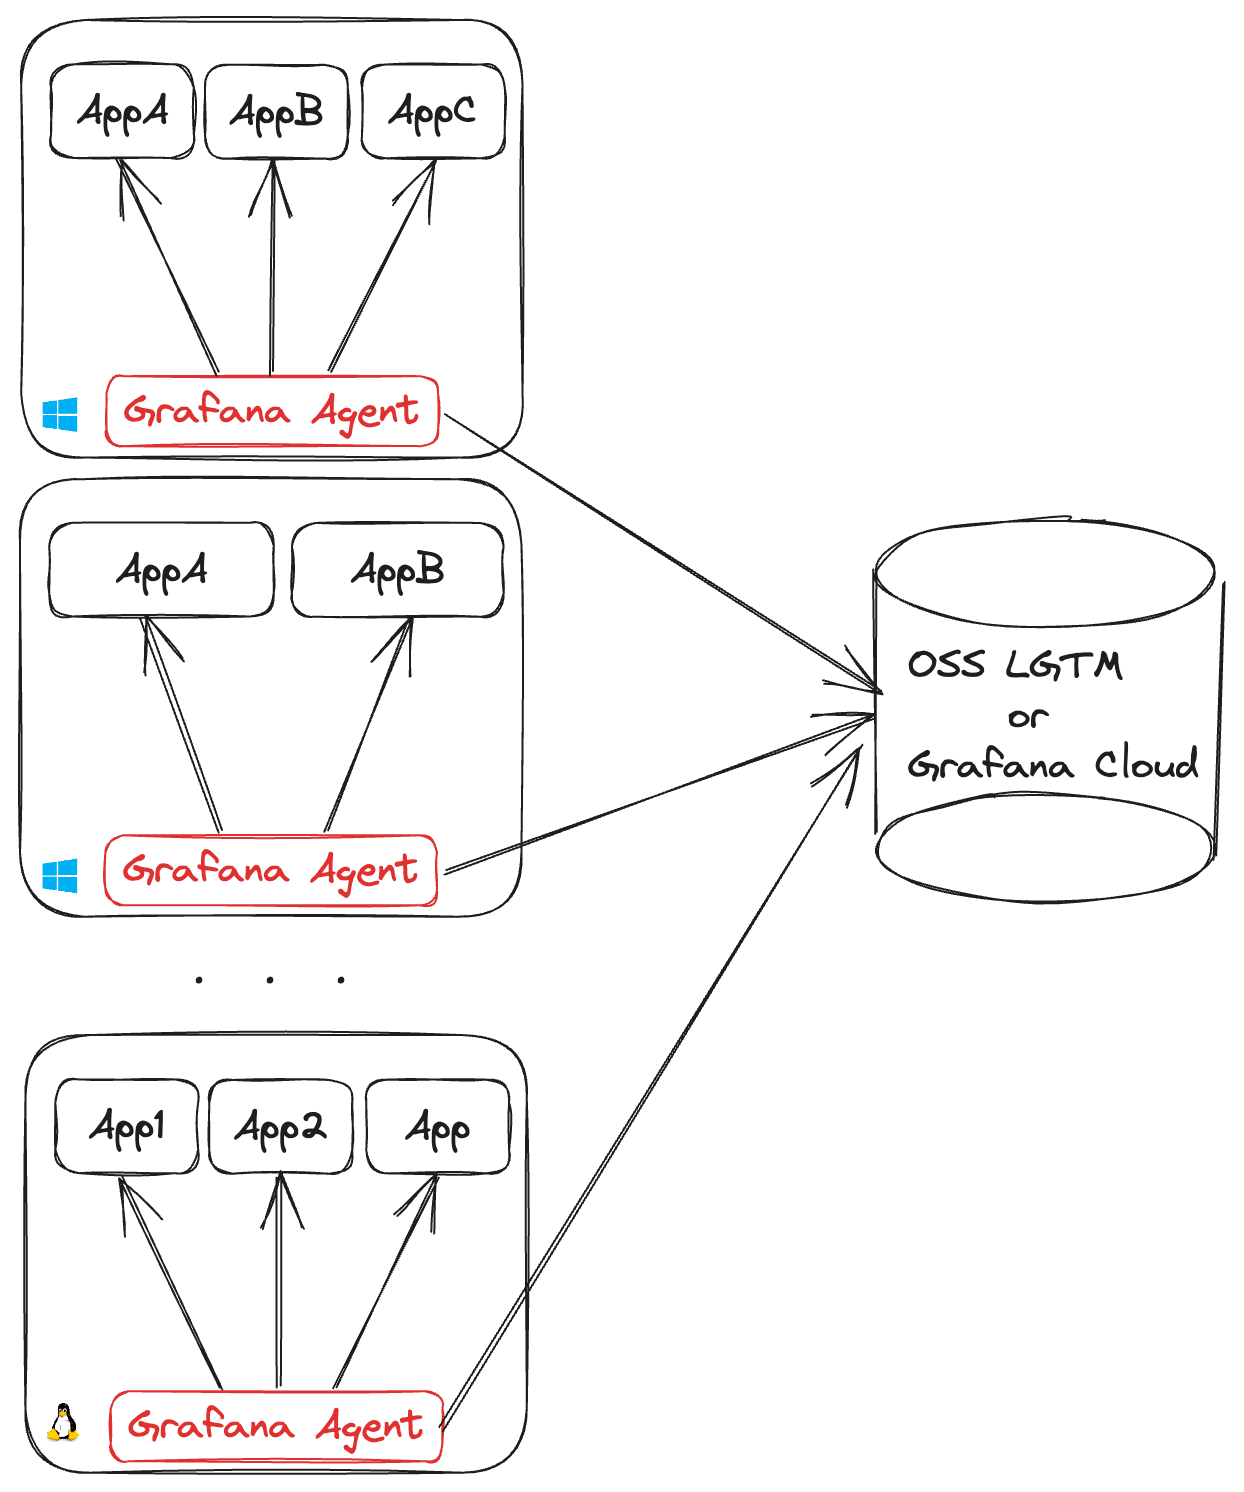 AppA
AppB
AppC
Grafana Agent
AppA
AppB
Grafana Agent
. . .
App1
App2
App
Grafana Agent
OSS LGTM
or
Grafana Cloud